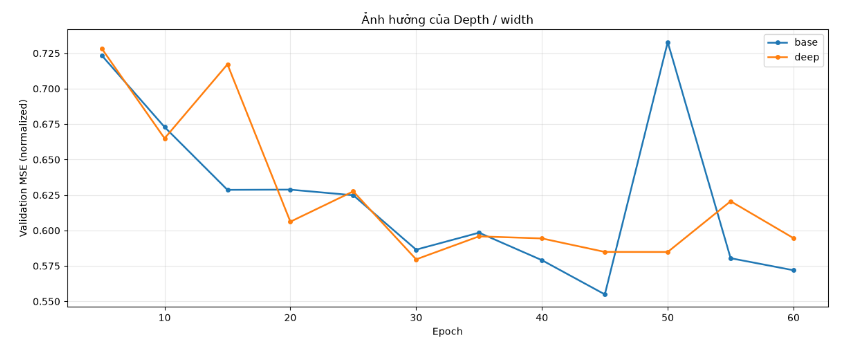 Ảnh hưởng của Depth / width
base
deep
Validation MSE (normalized)
0.725
0.700
0.675
0.650
0.625
0.600
0.575
0.550
10 20 30 40 50 60
Epoch